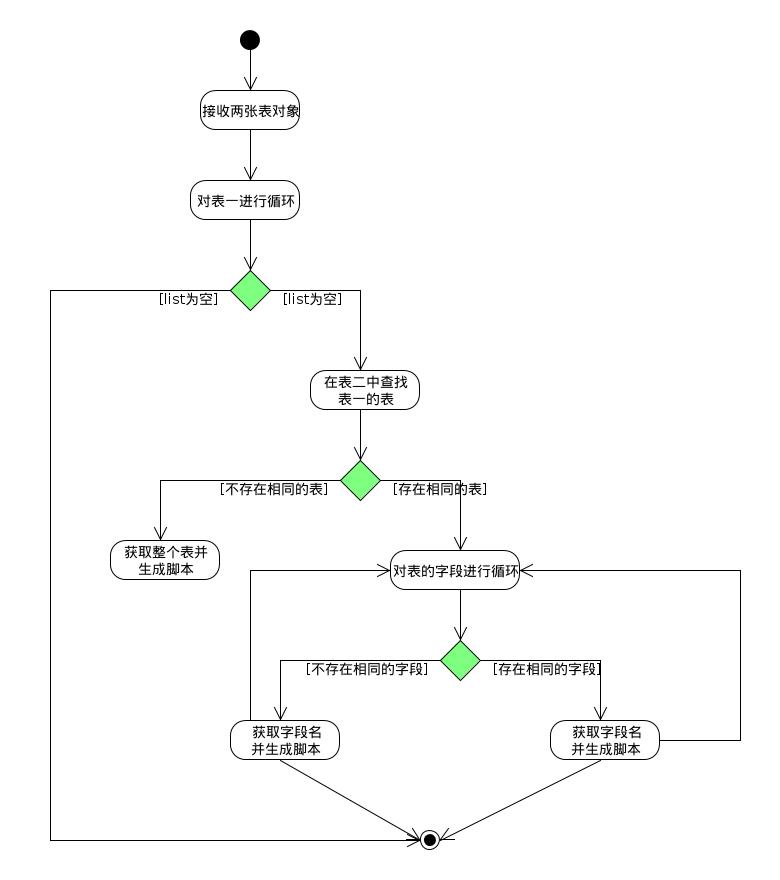 接收两张表对象
对表一进行循环
[list为空]
[list为空]
在表二中查找
表一的表
[不存在相同的表]
[存在相同的表]
获取整个表并
生成脚本
对表的字段进行循环
[不存在相同的字段]
[存在相同的字段]
获取字段名
并生成脚本
获取字段名
并生成脚本